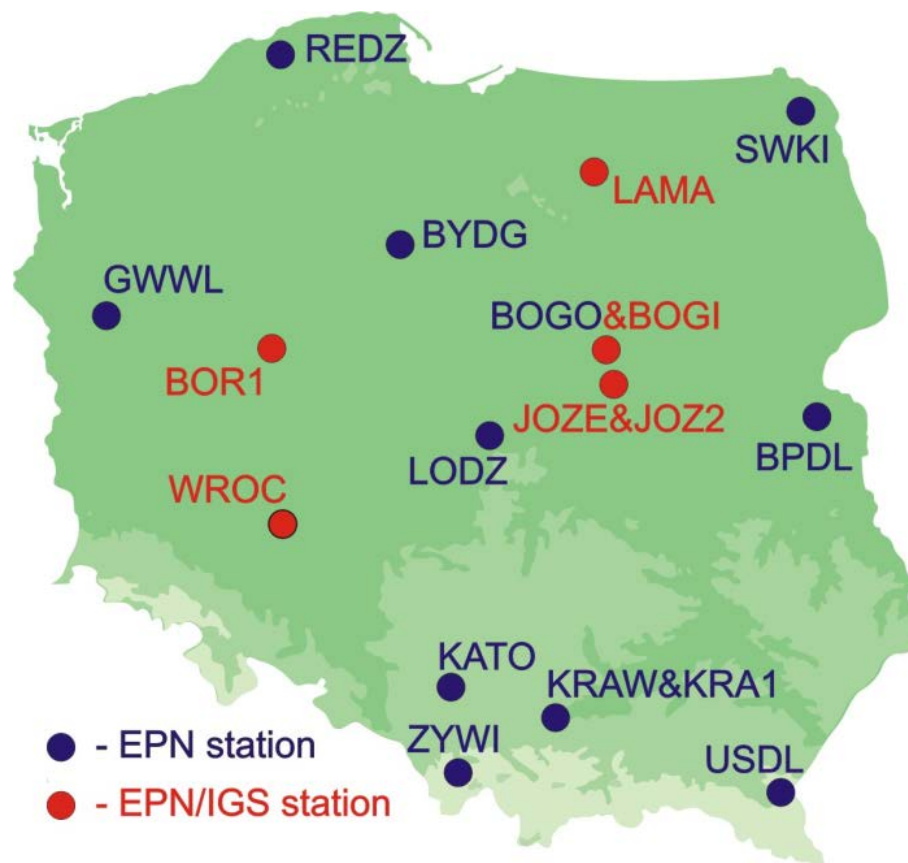 REDZ
SWKI
LAMA
BYDG
GWWL
BOGO&BOGI
BOR1
JOZE&JOZ2
LODZ
BPDL
WROC
KATO
KRAW&KRA1
- EPN station
ZYWI
USDL
- EPN/IGS station